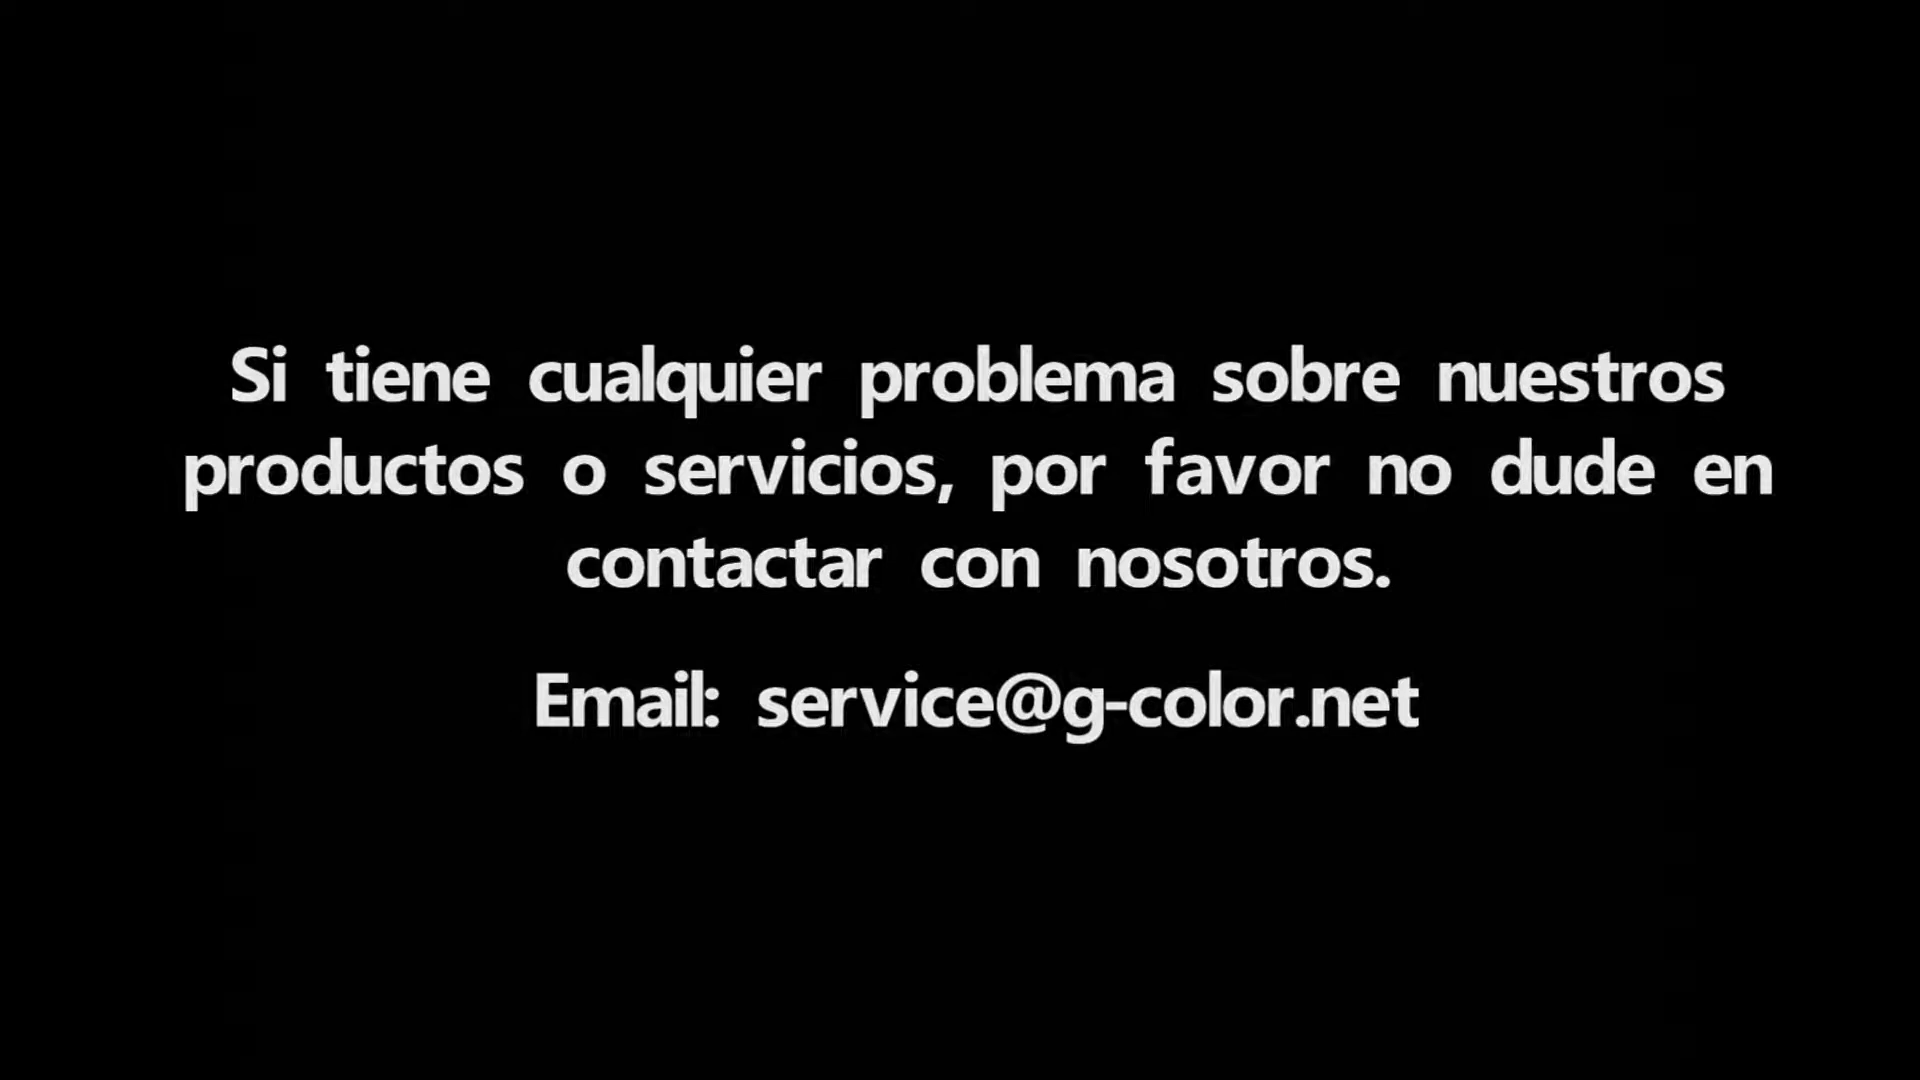 Si tiene cualquier problema sobre nuestros
productos o servicios, por favor no dude en
contactar con nosotros.
Email: service@g-color.net